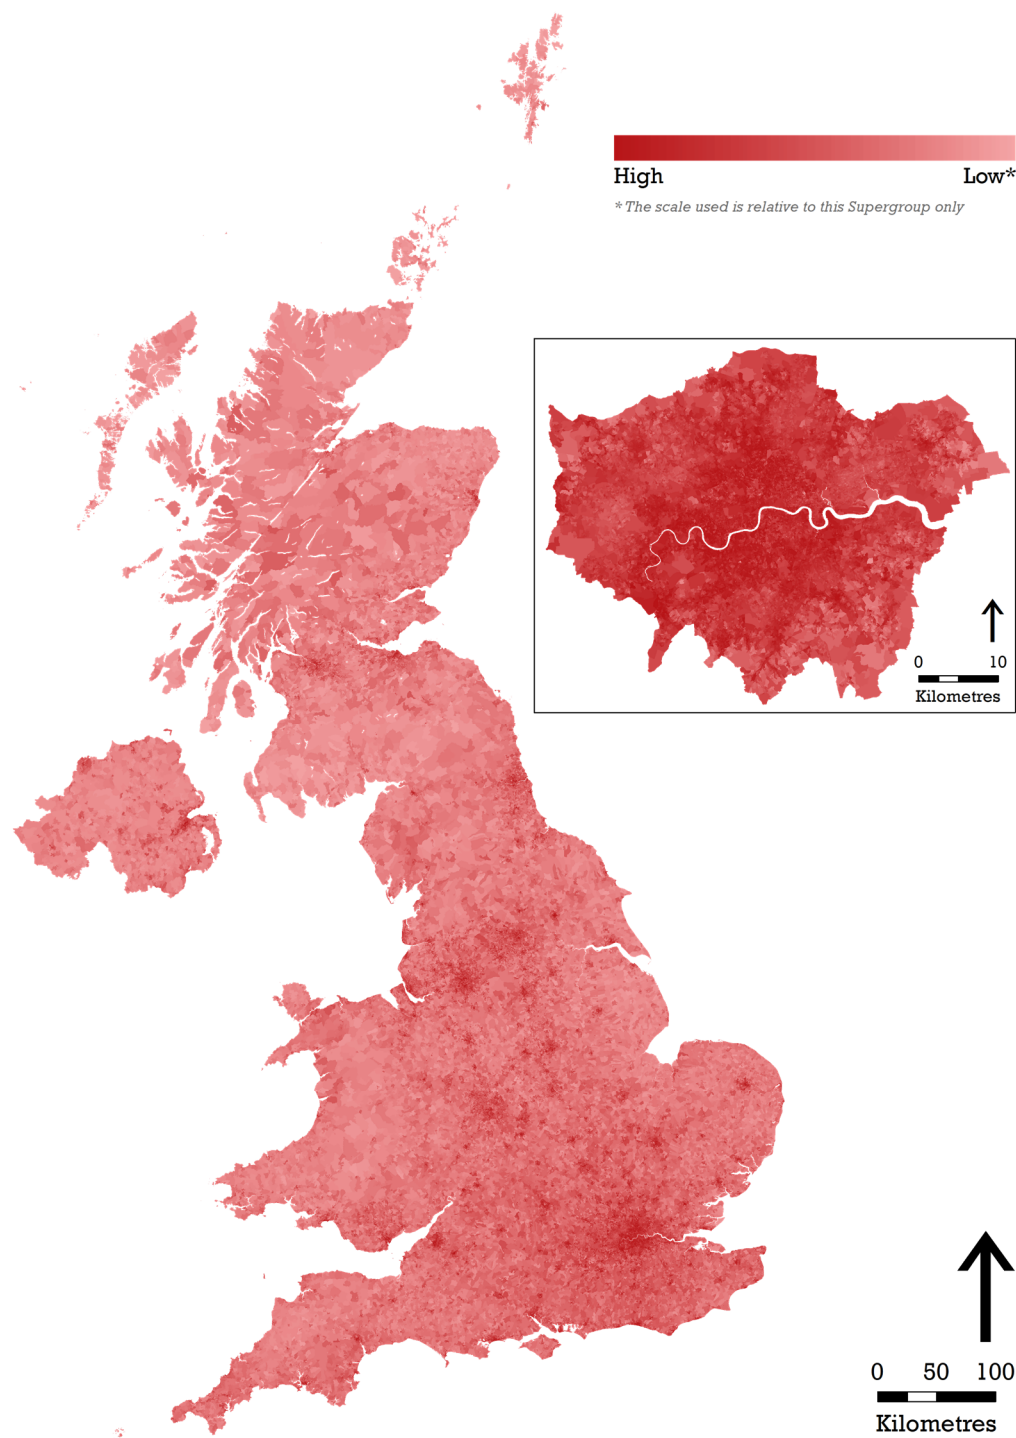 High Low*
* The scale used is relative to this Supergroup only
0 10
Kilometres
0 50 100
Kilometres